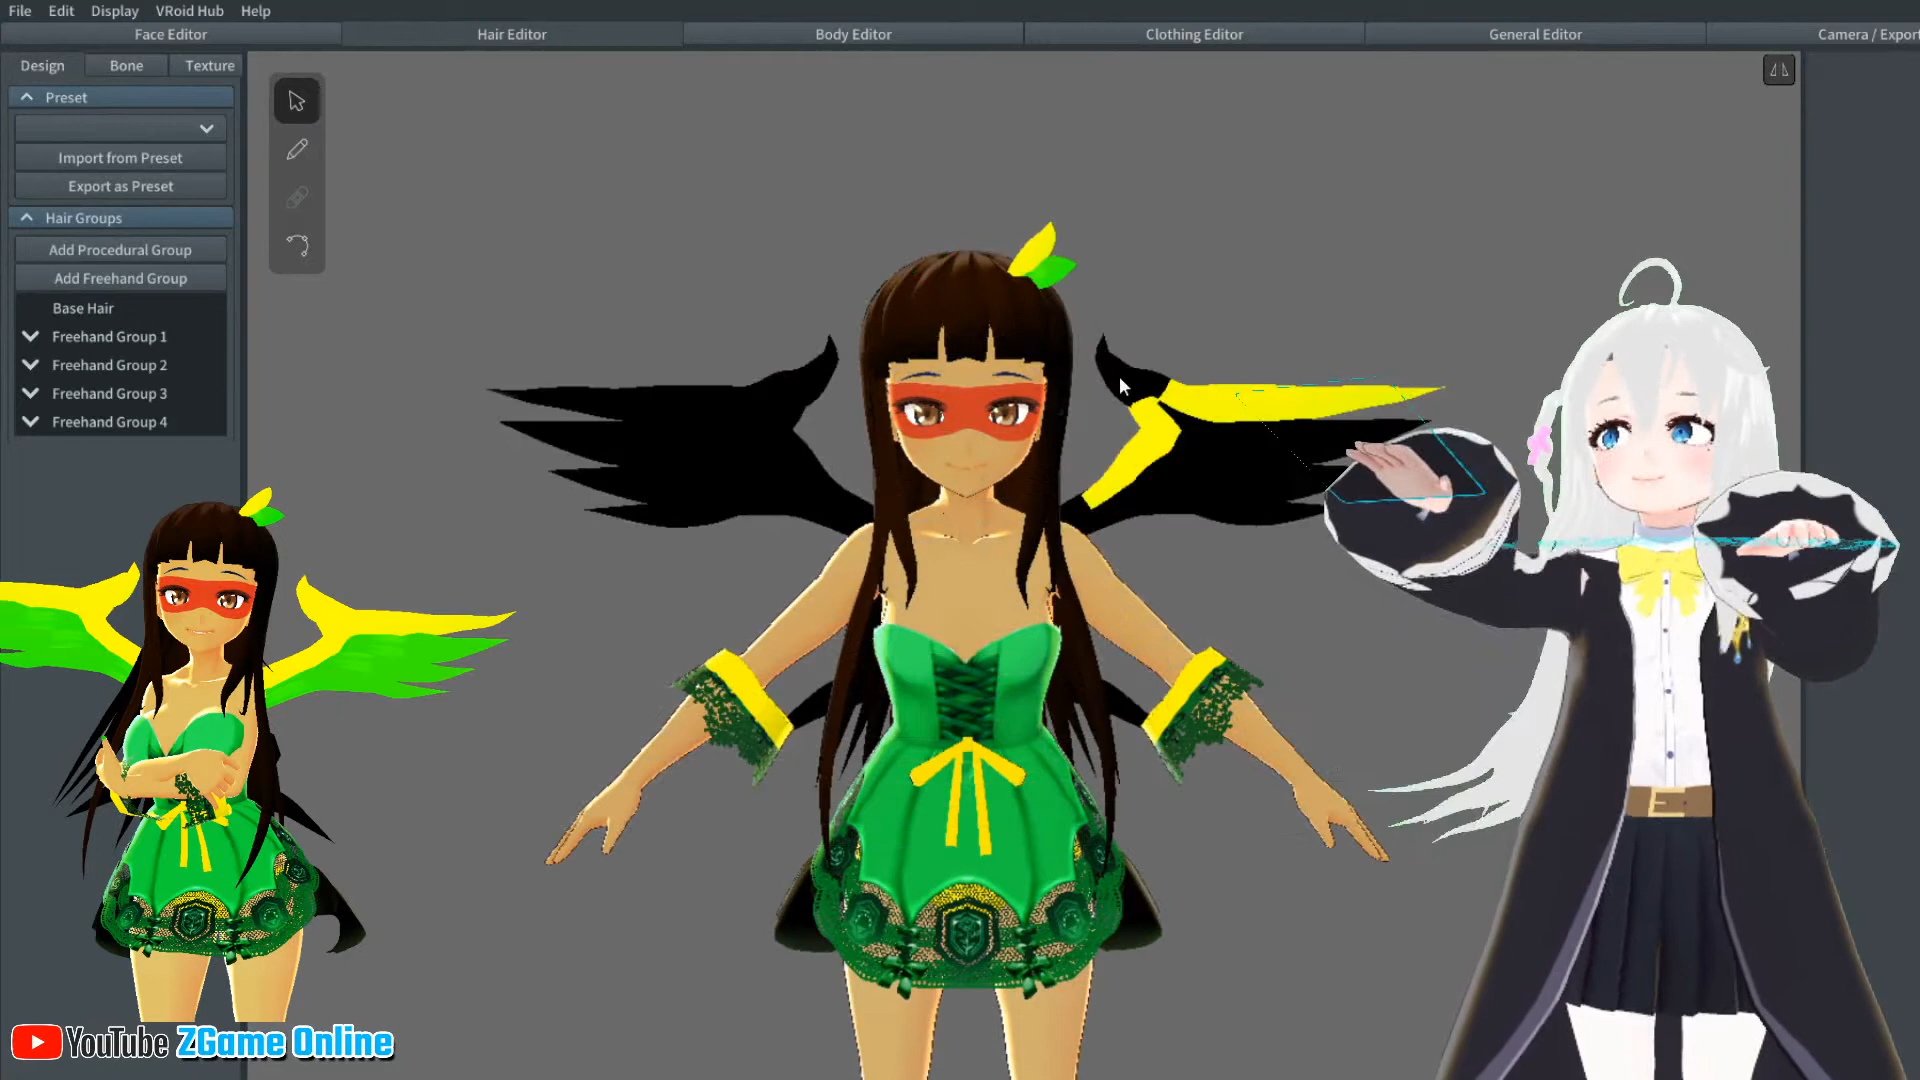 File Edit Display VRoid Hub Help
Face Editor Hair Editor Body Editor Clothing Editor General Editor Camera / Export
Design Bone Texture
Preset
Import from Preset
Export as Preset
Hair Groups
Add Procedural Group
Add Freehand Group
Base Hair
Freehand Group 1
Freehand Group 2
Freehand Group 3
Freehand Group 4
YouTube ZGame Online